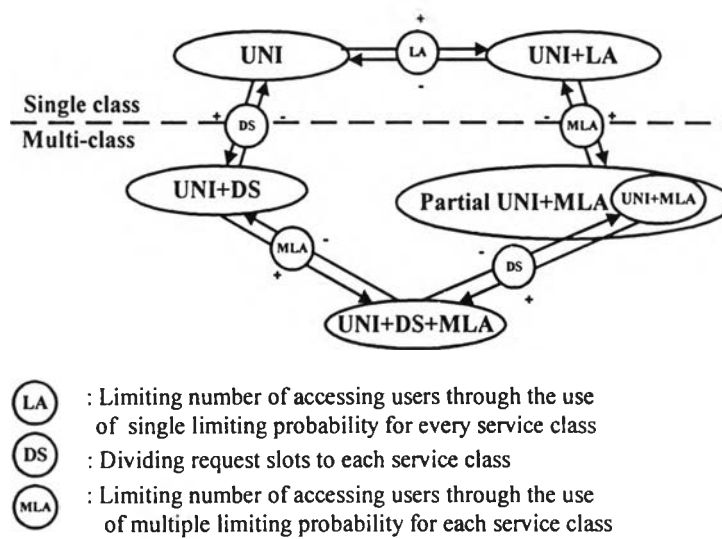 +
UNI
LA
UNI+LA
-
Single class
+
DS
-
-
MLA
+
Multi-class
UNI+DS
Partial UNI+MLA
UNI+MLA
MLA
-
+
-
DS
+
UNI+DS+MLA
LA : Limiting number of accessing users through the use
of single limiting probability for every service class
DS : Dividing request slots to each service class
MLA : Limiting number of accessing users through the use
of multiple limiting probability for each service class